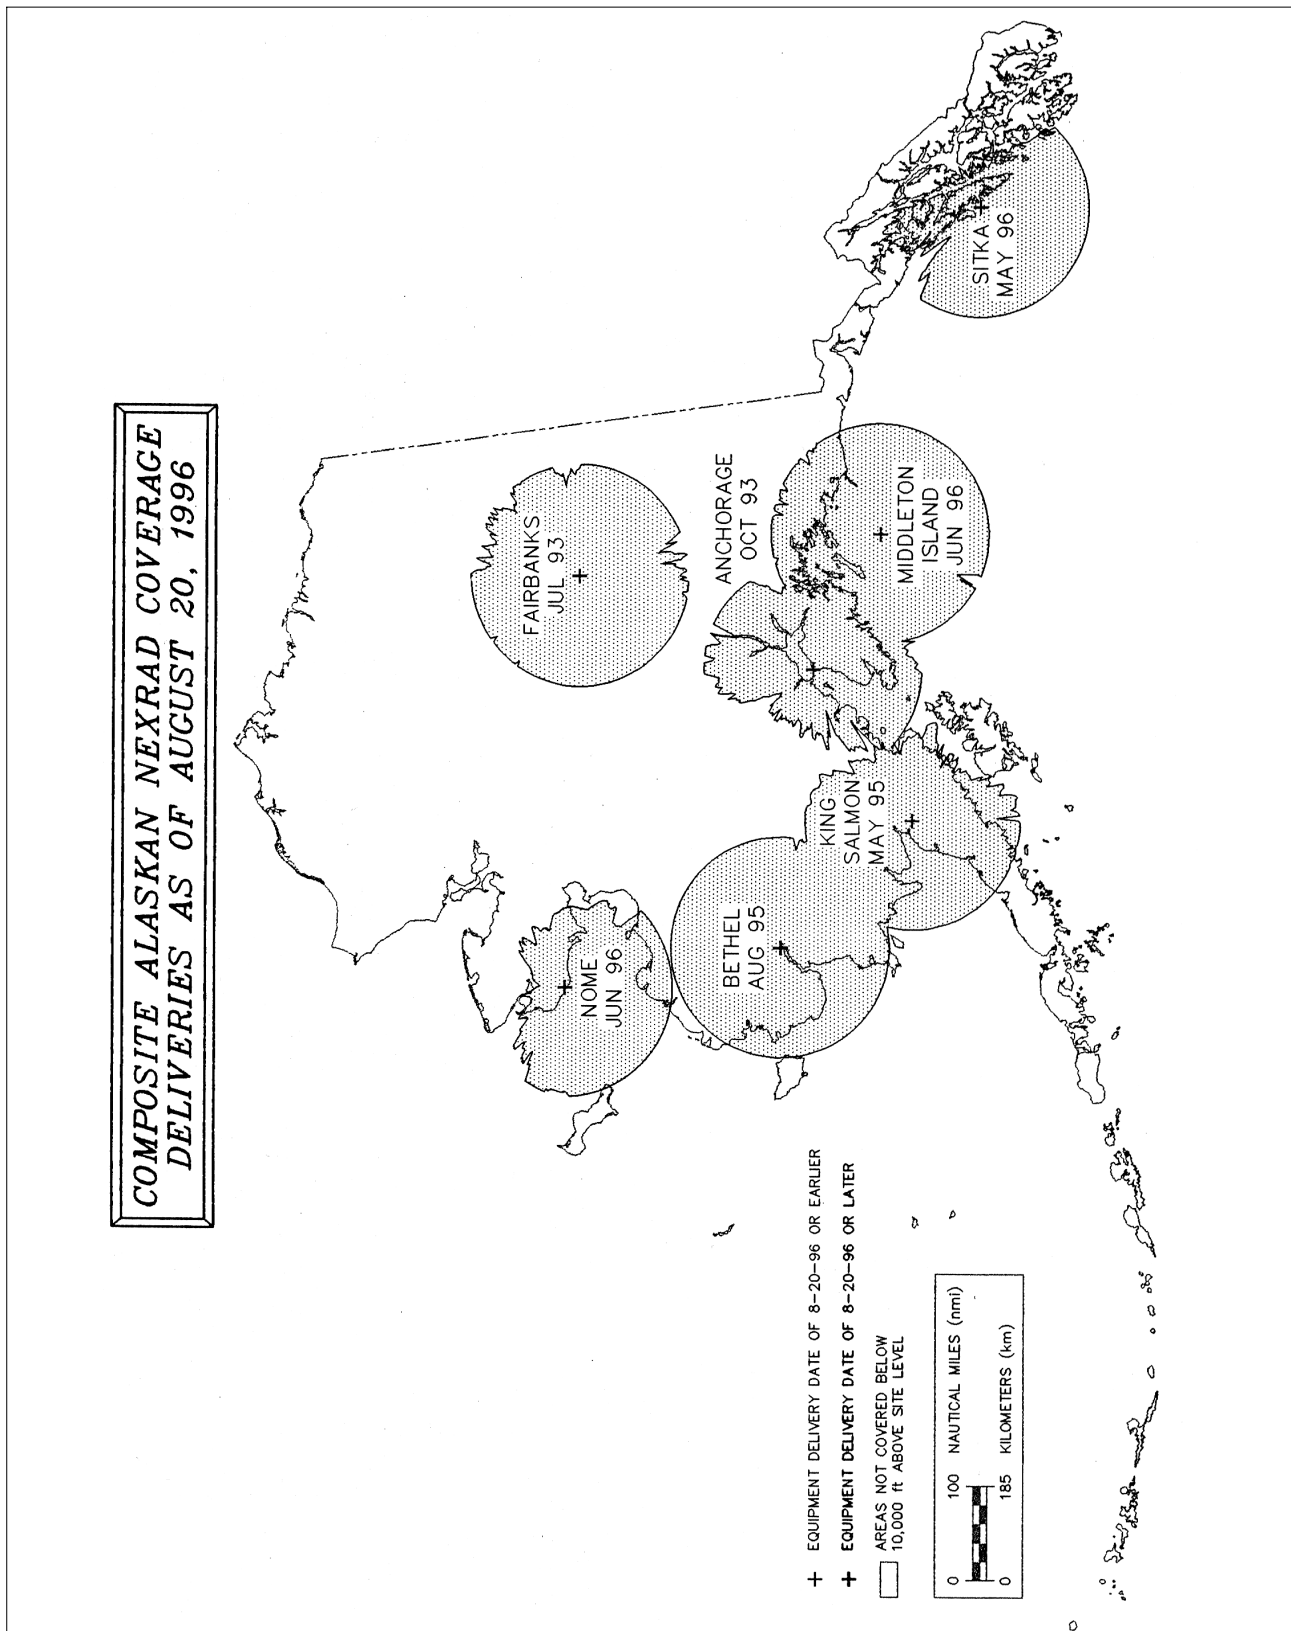 COMPOSITE ALASKAN NEXRAD COVERAGE
DELIVERIES AS OF AUGUST 20, 1996
FAIRBANKS
JUL 93
ANCHORAGE
OCT 93
MIDDLETON
ISLAND
JUN 96
SITKA
MAY 96
NOME
JUN 96
BETHEL
AUG 95
KING
SALMON
MAY 95
EQUIPMENT DELIVERY DATE OF 8-20-96 OR EARLIER
EQUIPMENT DELIVERY DATE OF 8-20-96 OR LATER
AREAS NOT COVERED BELOW
10,000 ft ABOVE SITE LEVEL
0 100 NAUTICAL MILES (nmi)
0 185 KILOMETERS (km)